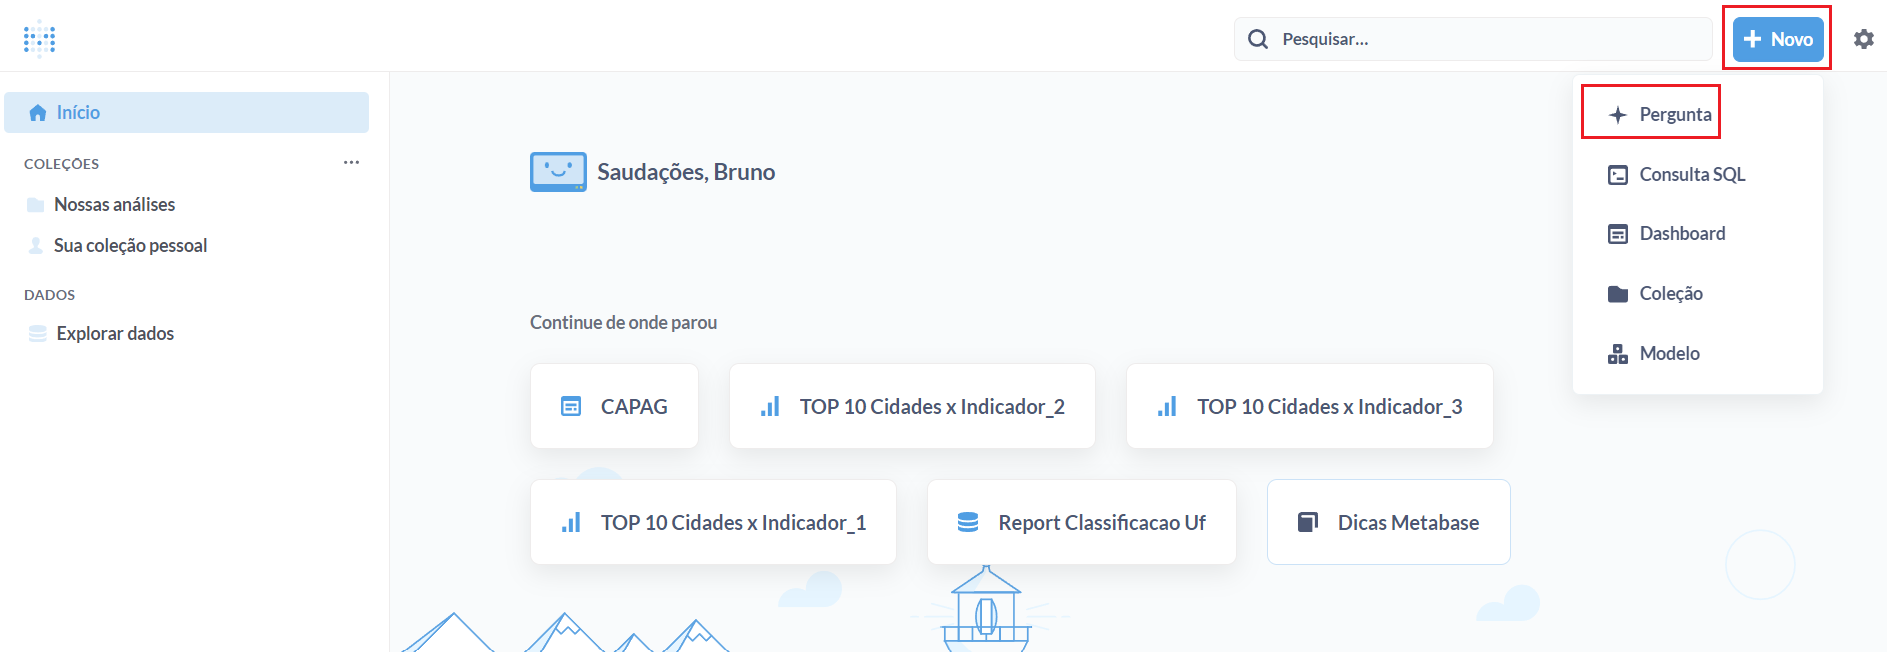 Pesquisar...
Novo
Início
COLEÇÕES
Nossas análises
Sua coleção pessoal
DADOS
Explorar dados
Saudações, Bruno
Continue de onde parou
CAPAG
TOP 10 Cidades x Indicador_2
TOP 10 Cidades x Indicador_3
TOP 10 Cidades x Indicador_1
Report Classificacao Uf
Dicas Metabase
Pergunta
Consulta SQL
Dashboard
Coleção
Modelo